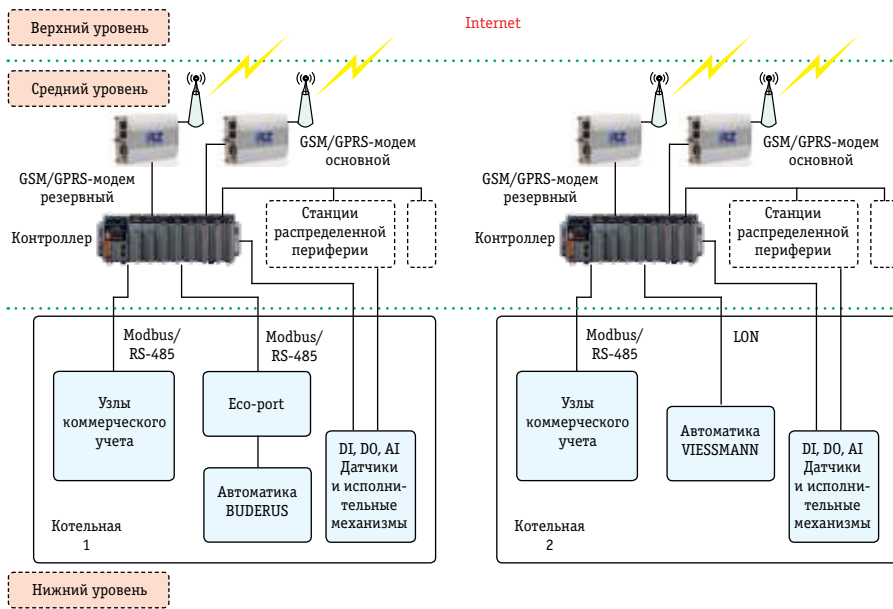 Верхний уровень
Internet
Средний уровень
GSM/GPRS-модем
основной
GSM/GPRS-модем
резервный
Станции
распределенной
периферии
Контроллер
GSM/GPRS-модем
основной
GSM/GPRS-модем
резервный
Станции
распределенной
периферии
Контроллер
Modbus/
RS-485
Modbus/
RS-485
Узлы
коммерческого
учета
Eco-port
Автоматика
BUDERUS
DI, DO, AI
Датчики
и исполни-
тельные
механизмы
Котельная
1
Modbus/
RS-485
LON
Узлы
коммерческого
учета
Автоматика
VIESSMANN
DI, DO, AI
Датчики
и исполни-
тельные
механизмы
Котельная
2
Нижний уровень